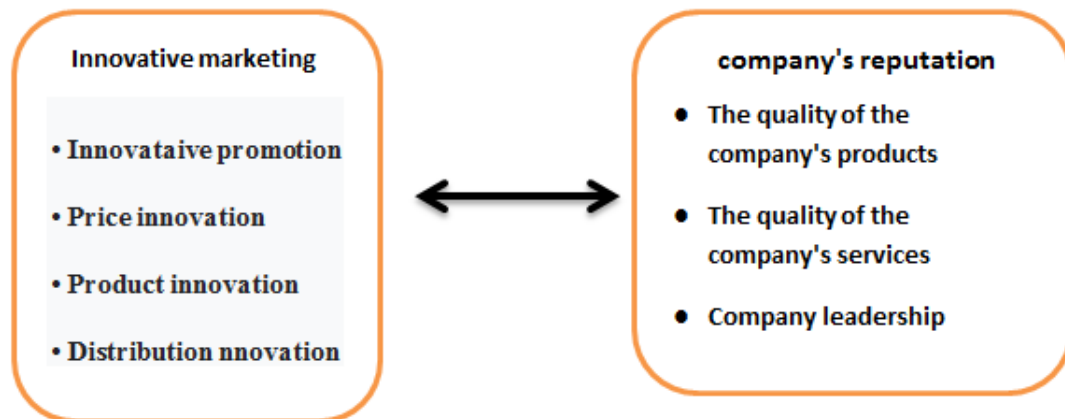 Innovative marketing
• Innovataive promotion
• Price innovation
• Product innovation
• Distribution nnovation
company's reputation
● The quality of the
company's products
● The quality of the
company's services
● Company leadership